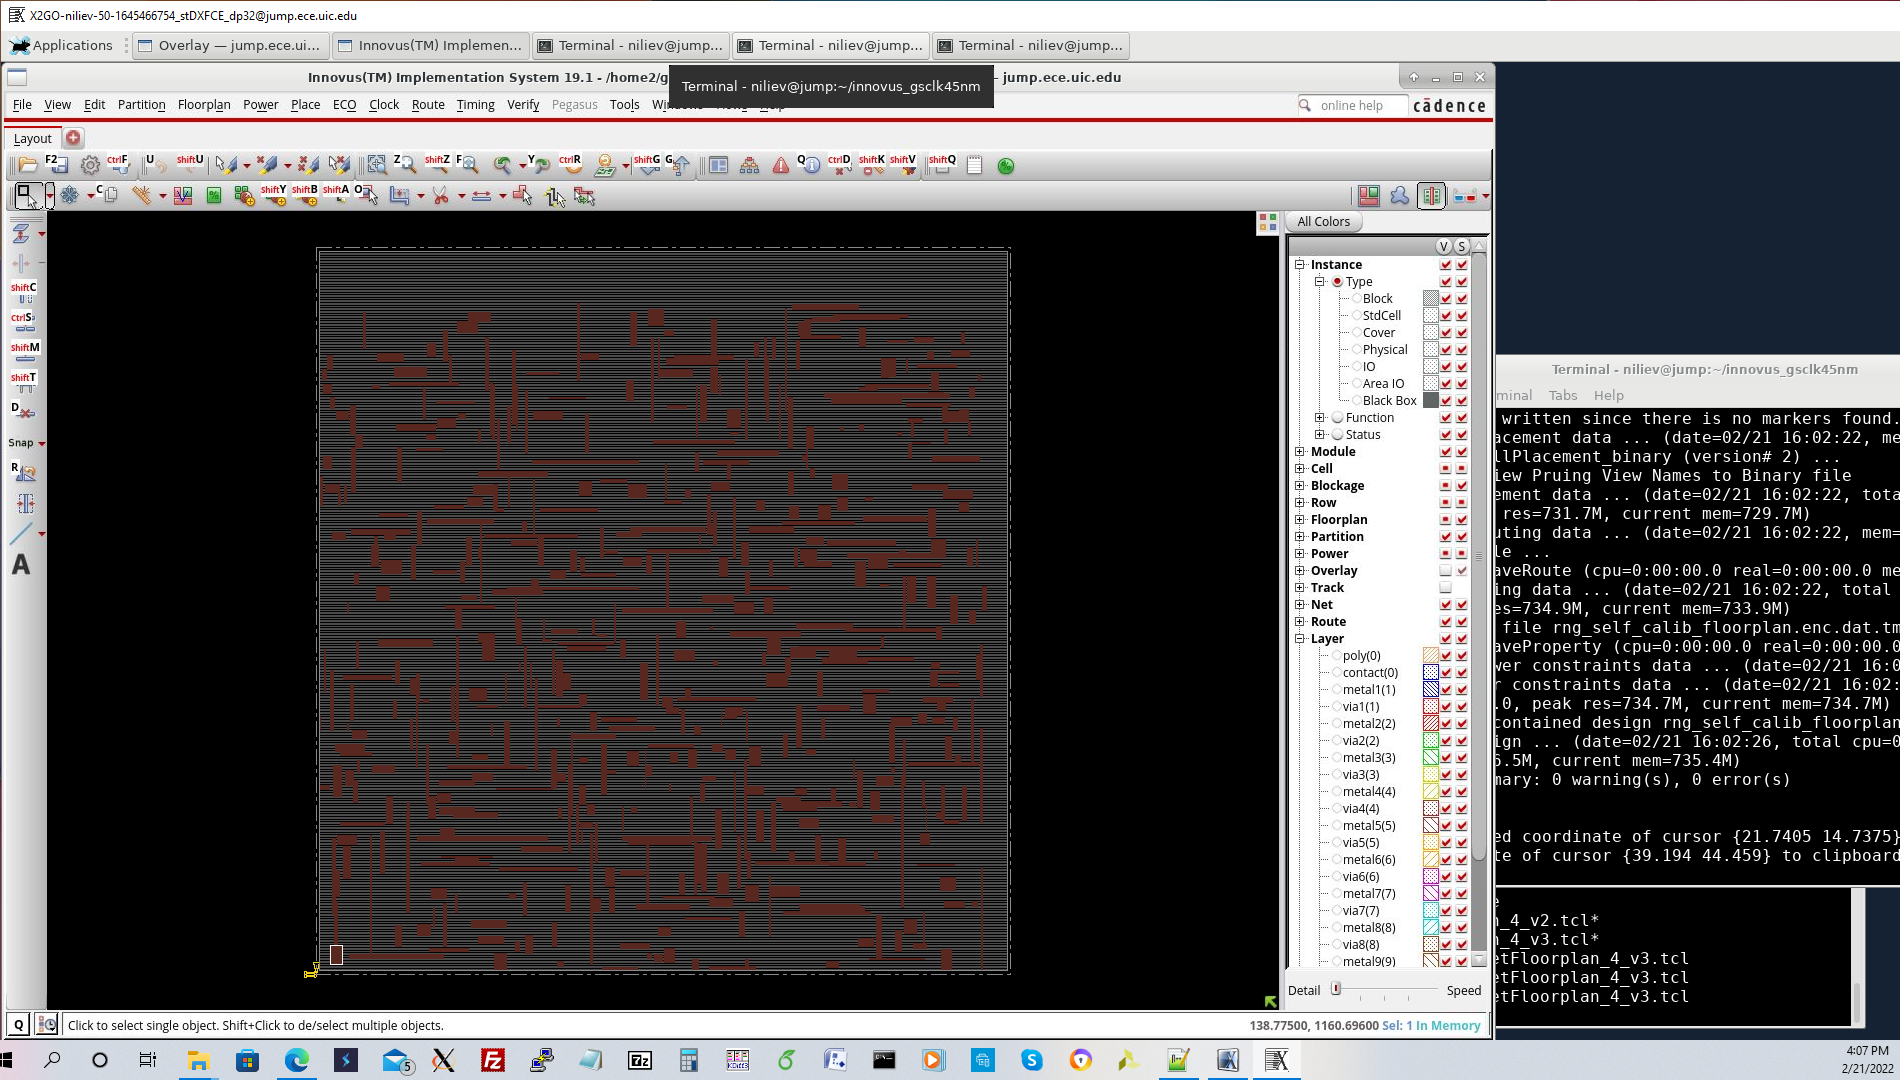 X2GO-niliev-50-1645466754_stDXFCE_dp32@jump.ece.uic.edu
Applications
Overlay — jump.ece.ui...
Innovus(TM) Implemen...
Terminal - niliev@jump...
Terminal - niliev@jump...
Terminal - niliev@jump...
Innovus(TM) Implementation System 19.1 - /home2/g
- jump.ece.uic.edu
Terminal - niliev@jump:~/innovus_gsclk45nm
File View Edit Partition Floorplan Power Place ECO Clock Route Timing Verify Pegasus Tools
online help
cādence
Layout
F2 CtrlF U ShiftU Z ShiftZ F Y CtrlR ShiftG G Q CtrlD ShiftK ShiftV ShiftQ
C ShiftY ShiftB ShiftA O
ShiftC
CtrlS
ShiftM
ShiftT
D
Snap
R
A
All Colors
V S
Instance
Type
Block
StdCell
Cover
Physical
IO
Area IO
Black Box
Function
Status
Module
Cell
Blockage
Row
Floorplan
Partition
Power
Overlay
Track
Net
Route
Layer
poly(0)
contact(0)
metal1(1)
via1(1)
metal2(2)
via2(2)
metal3(3)
via3(3)
metal4(4)
via4(4)
metal5(5)
via5(5)
metal6(6)
via6(6)
metal7(7)
via7(7)
metal8(8)
via8(8)
metal9(9)
Detail Speed
Q
Click to select single object. Shift+Click to de/select multiple objects.
138.77500, 1160.69600 Sel: 1 In Memory
Terminal - niliev@jump:~/innovus_gsclk45nm
minal Tabs Help
written since there is no markers found.
acement data ... (date=02/21 16:02:22, me
llPlacement_binary (version# 2) ...
iew Pruing View Names to Binary file
ement data ... (date=02/21 16:02:22, tota
res=731.7M, current mem=729.7M)
uting data ... (date=02/21 16:02:22, mem=
le ...
aveRoute (cpu=0:00:00.0 real=0:00:00.0 me
ing data ... (date=02/21 16:02:22, total
es=734.9M, current mem=733.9M)
file rng_self_calib_floorplan.enc.dat.tm
aveProperty (cpu=0:00:00.0 real=0:00:00.0
wer constraints data ... (date=02/21 16:0
r constraints data ... (date=02/21 16:02:
.0, peak res=734.7M, current mem=734.7M)
contained design rng_self_calib_floorplan
ign ... (date=02/21 16:02:26, total cpu=0
6.5M, current mem=735.4M)
mary: 0 warning(s), 0 error(s)
ed coordinate of cursor {21.7405 14.7375}
te of cursor {39.194 44.459} to clipboard
e
n_4_v2.tcl*
n_4_v3.tcl*
etFloorplan_4_v3.tcl
etFloorplan_4_v3.tcl
etFloorplan_4_v3.tcl
5
7z
4:07 PM
2/21/2022